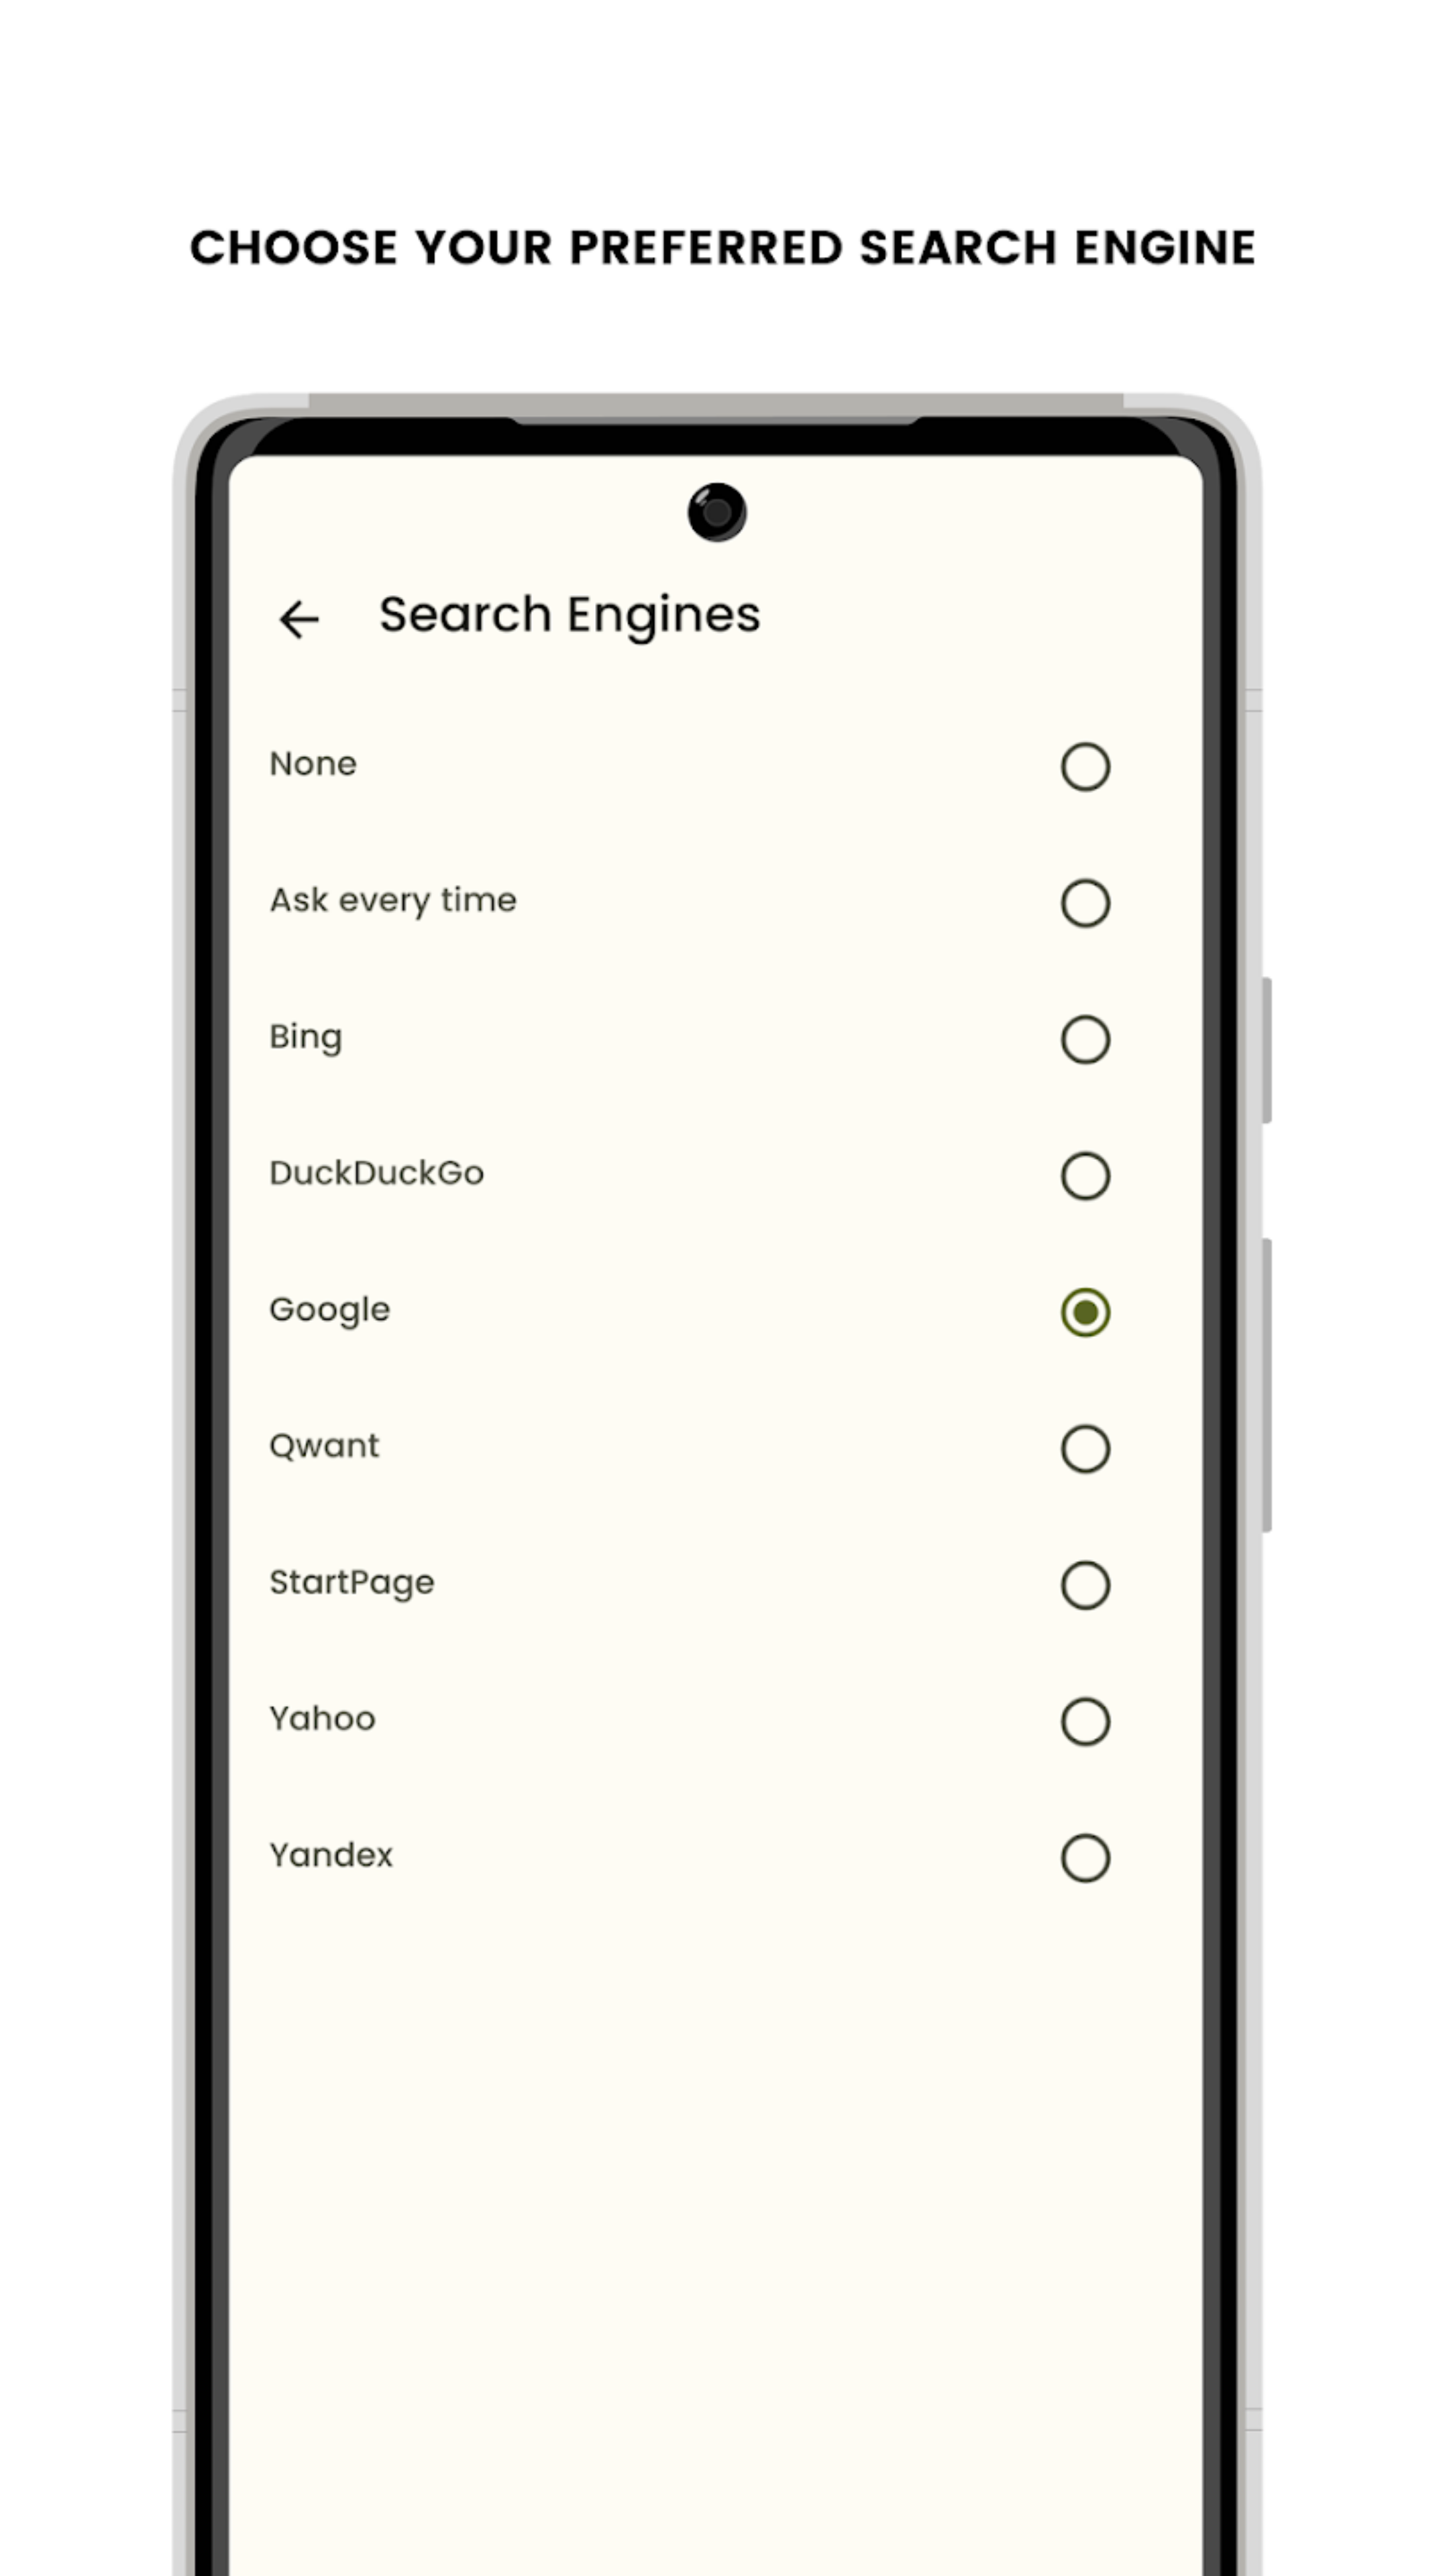 CHOOSE YOUR PREFERRED SEARCH ENGINE
Search Engines
None
Ask every time
Bing
DuckDuckGo
Google
Qwant
StartPage
Yahoo
Yandex